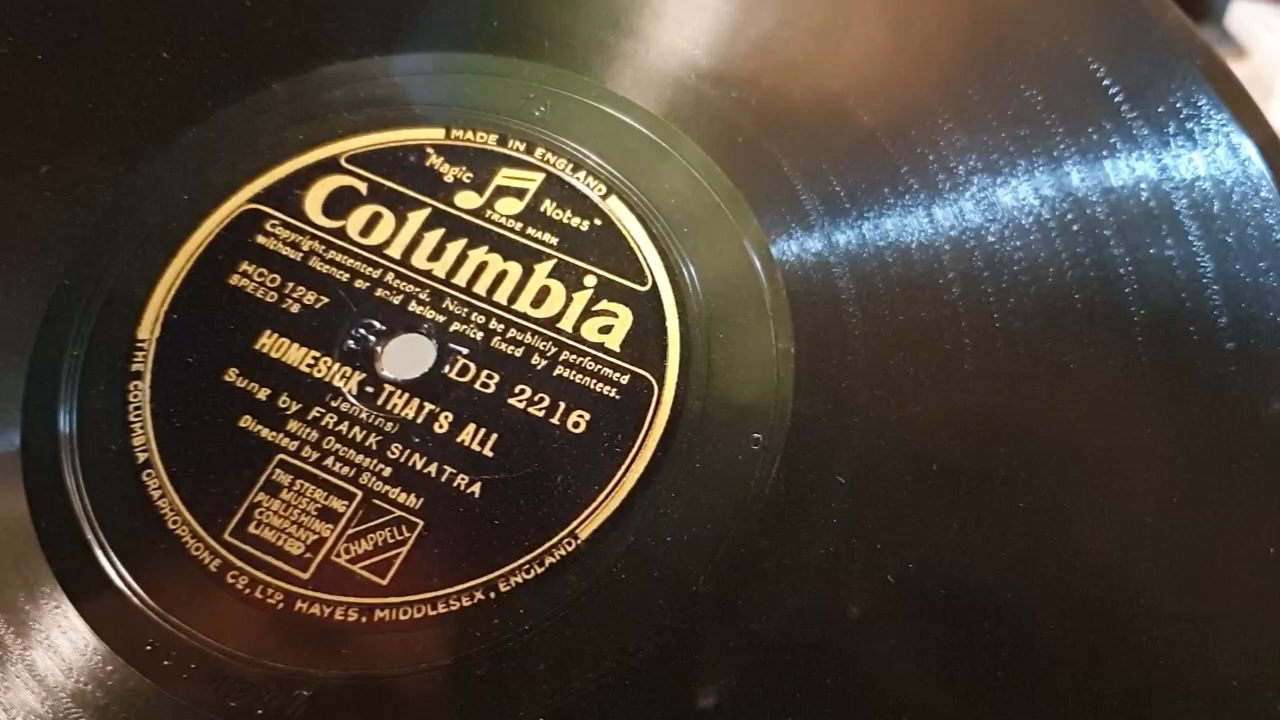 MADE IN ENGLAND
"Magic Notes"
TRADE MARK
Columbia
Copyright, patented Record. Not to be publicly performed
without licence or sold below price fixed by patentees.
HCO 1287
SPEED 78
DB 2216
HOMESICK - THAT'S ALL
(Jenkins)
Sung by FRANK SINATRA
With Orchestra
Directed by Axel Stordahl
THE STERLING
MUSIC
PUBLISHING
COMPANY
LIMITED
CHAPPELL
THE COLUMBIA GRAPHOPHONE CO., LTD, HAYES, MIDDLESEX, ENGLAND.